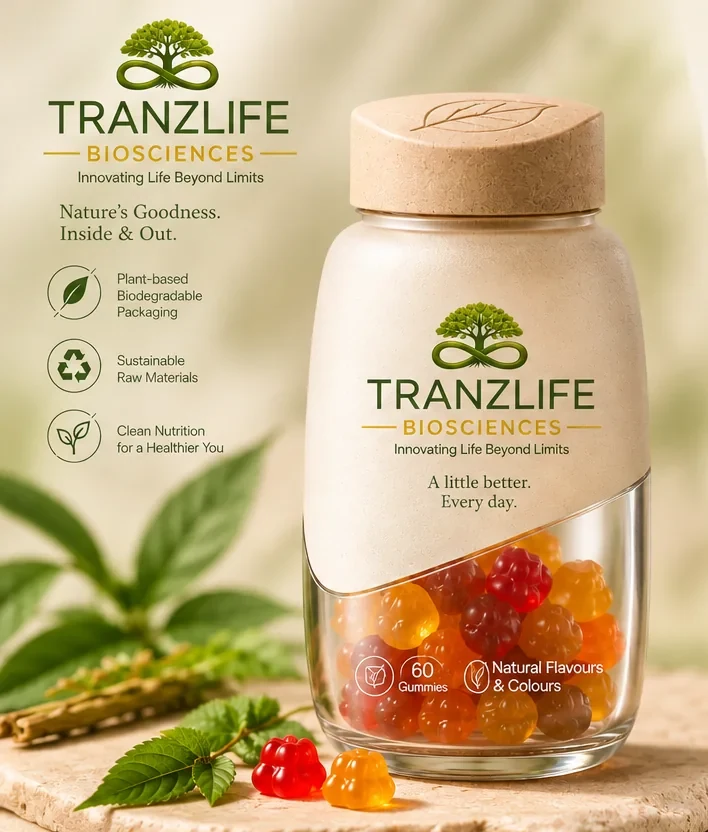 TRANZLIFE
BIOSCIENCES
Innovating Life Beyond Limits
Nature's Goodness.
Inside & Out.
Plant-based
Biodegradable
Packaging
Sustainable
Raw Materials
Clean Nutrition
for a Healthier You
TRANZLIFE
BIOSCIENCES
Innovating Life Beyond Limits
A little better.
Every day.
60
Gummies
Natural Flavours
& Colours